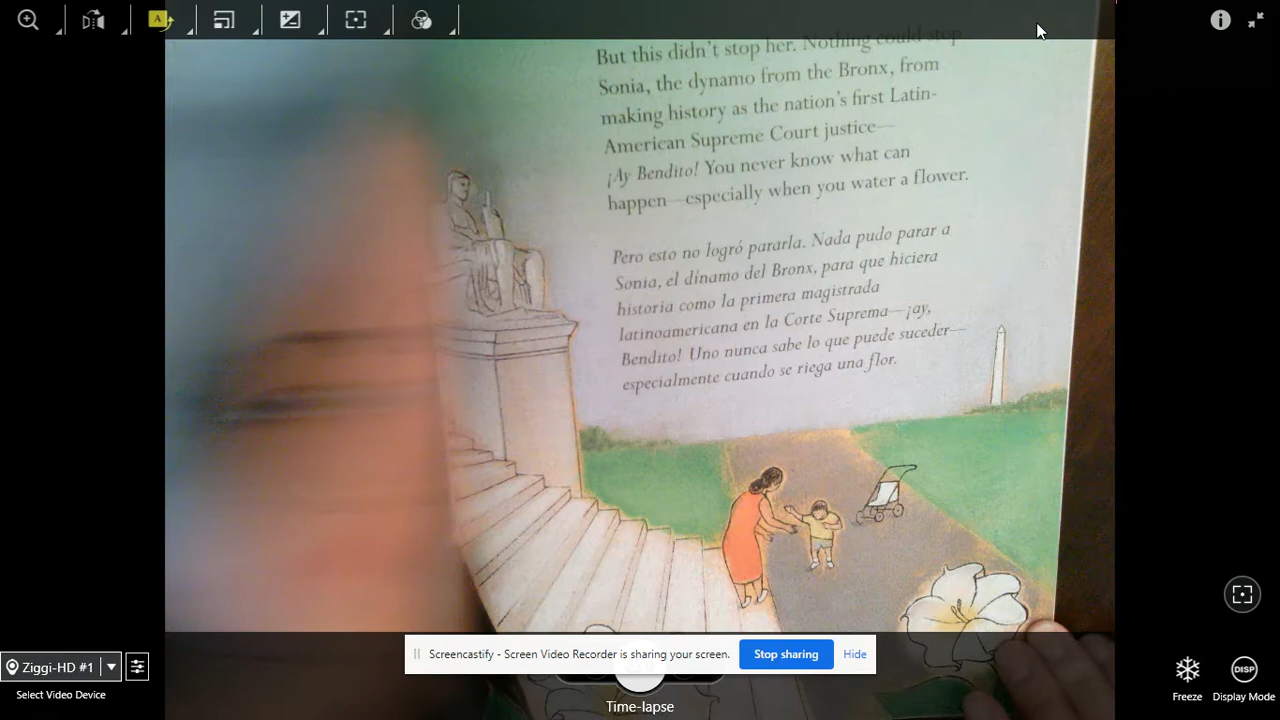 But this didn't stop her. Nothing could stop
Sonia, the dynamo from the Bronx, from
making history as the nation's first Latin-
American Supreme Court justice—
¡Ay Bendito! You never know what can
happen—especially when you water a flower.
Pero esto no logró pararla. Nada pudo parar a
Sonia, el dínamo del Bronx, para que hiciera
historia como la primera magistrada
latinoamericana en la Corte Suprema—¡ay,
Bendito! Uno nunca sabe lo que puede suceder—
especialmente cuando se riega una flor.
Ziggi-HD #1
Select Video Device
Screencastify - Screen Video Recorder is sharing your screen.
Stop sharing
Hide
Time-lapse
Freeze
DISP
Display Mode
A